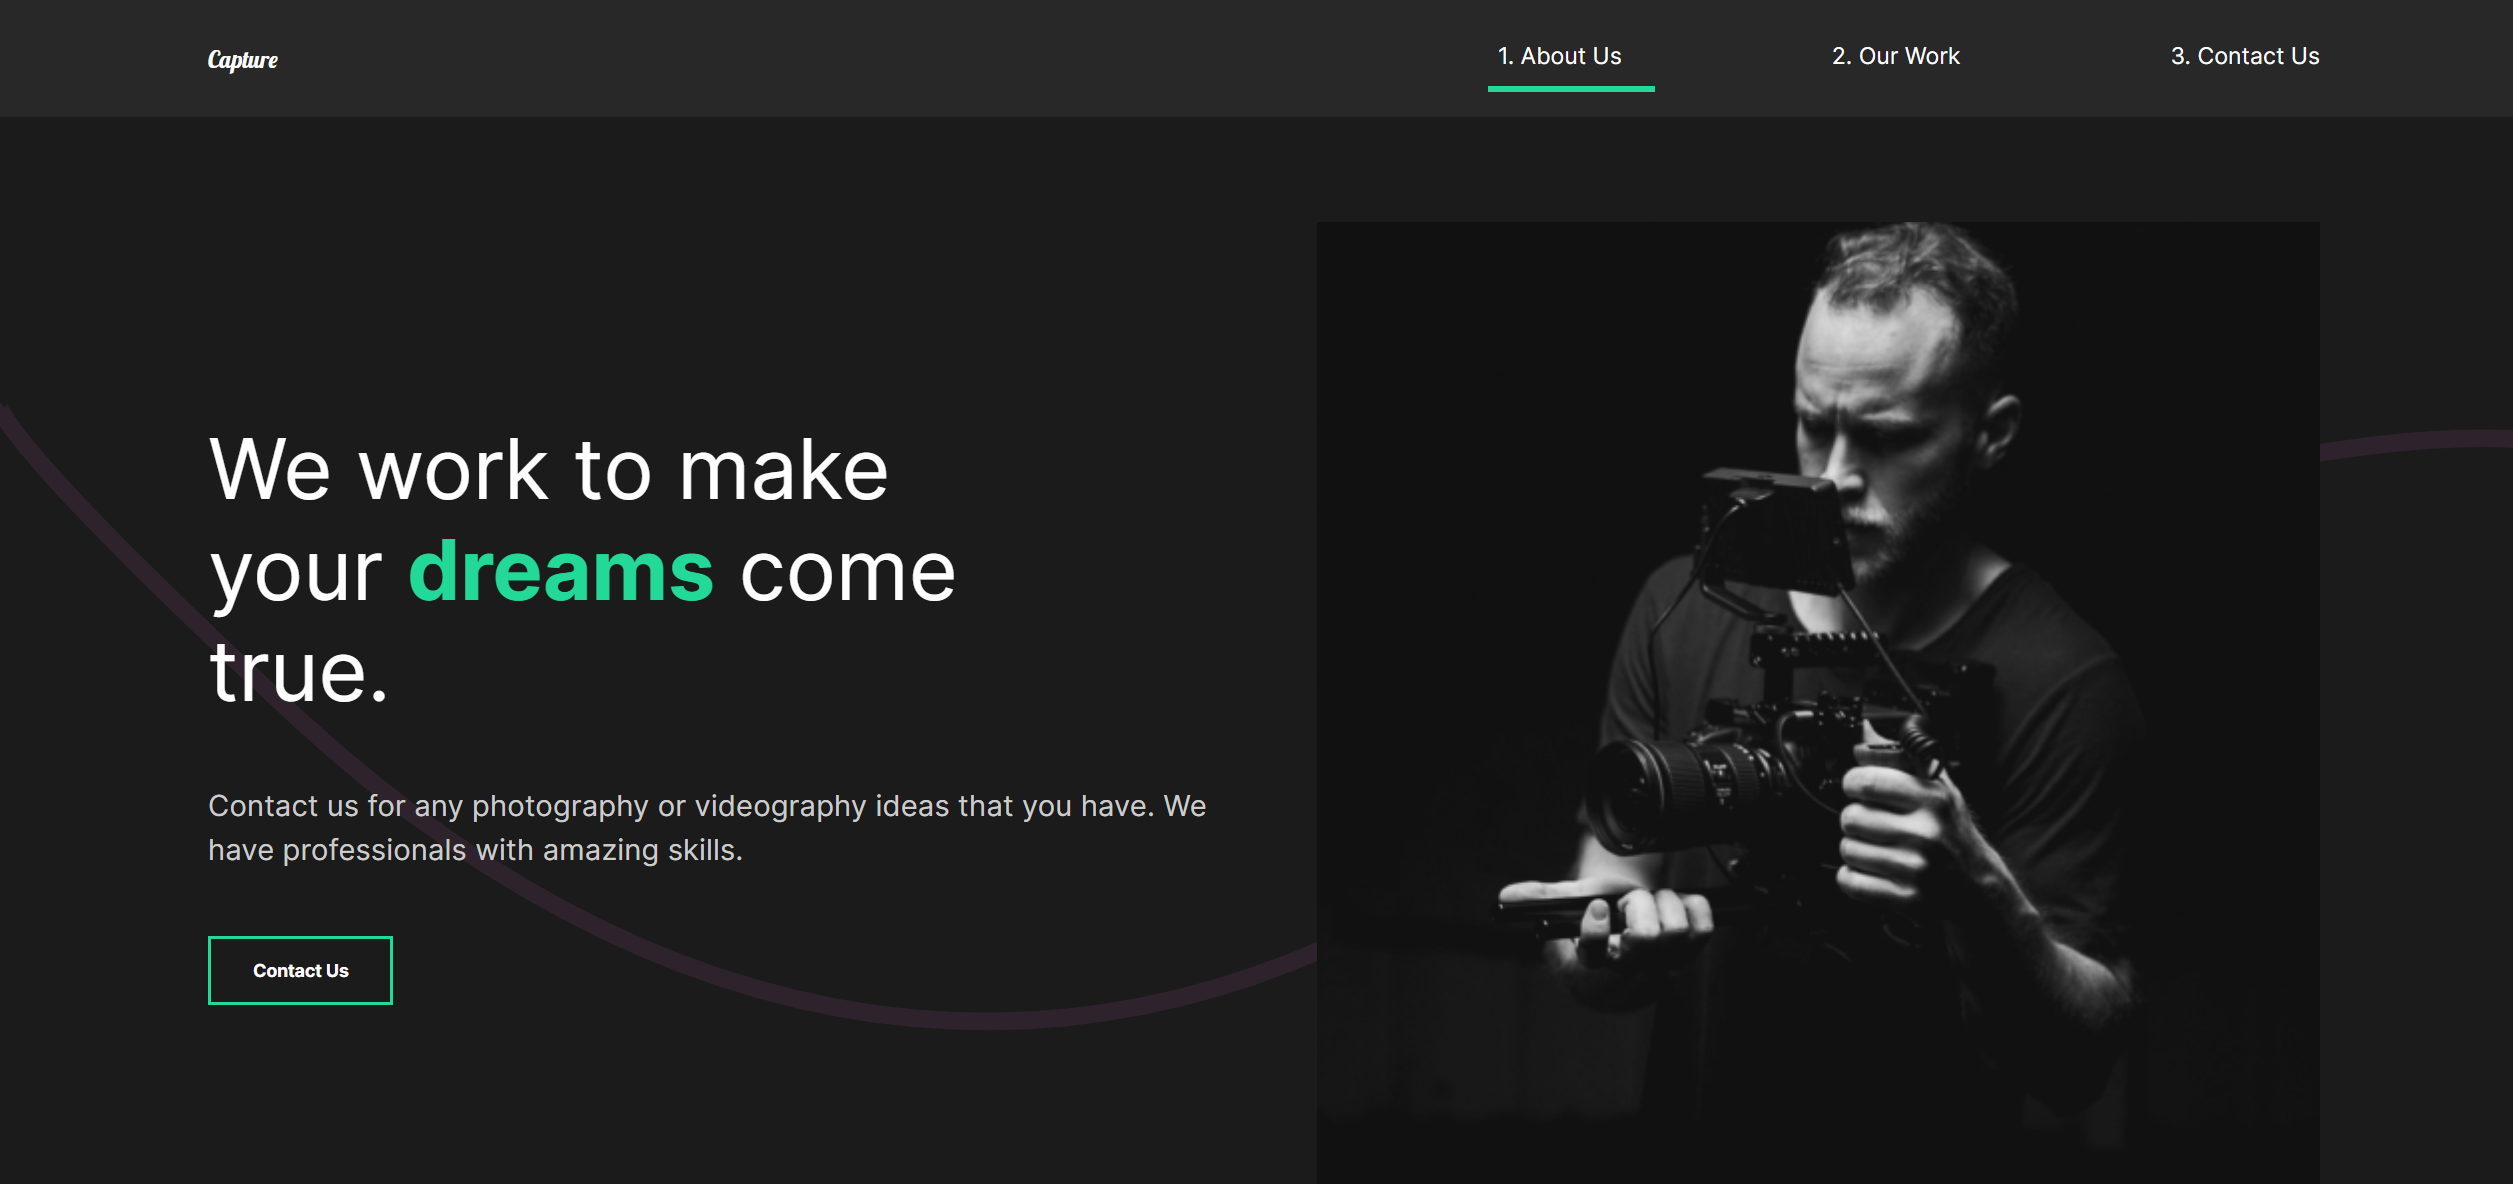 Capture
1. About Us
2. Our Work
3. Contact Us
We work to make
your dreams come
true.
Contact us for any photography or videography ideas that you have. We
have professionals with amazing skills.
Contact Us